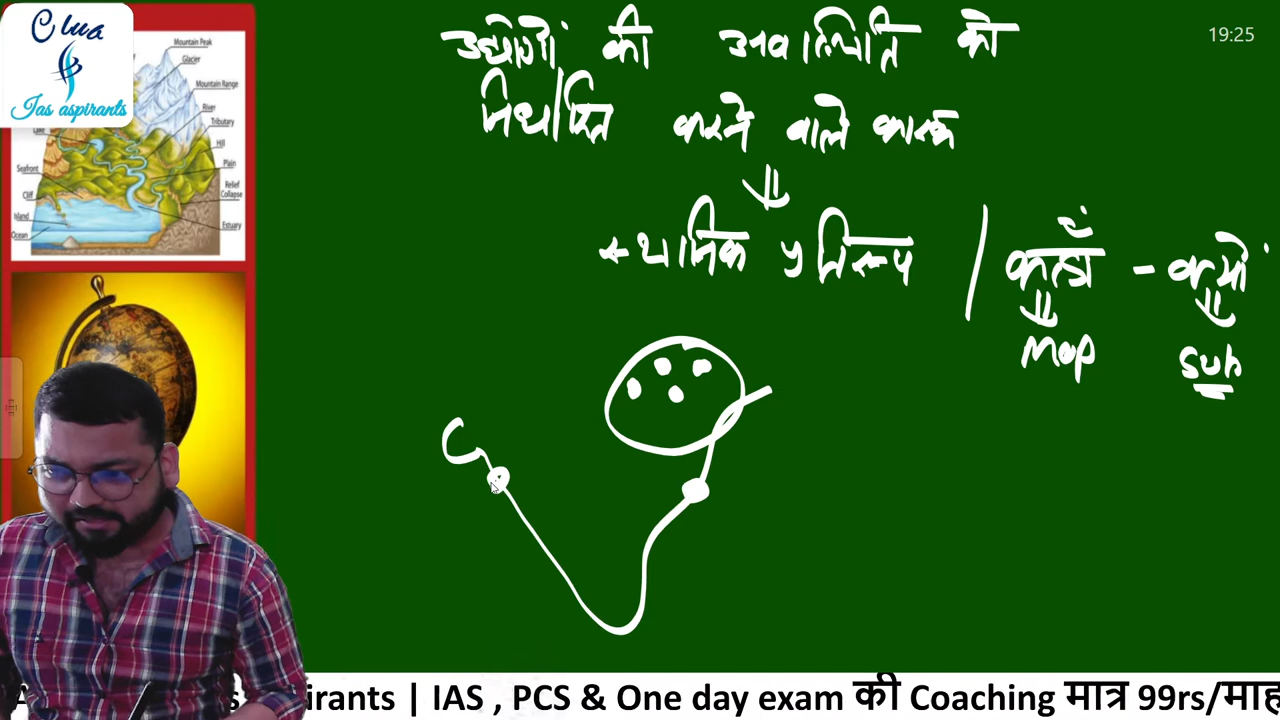 Clua
Ias aspirants
Mountain Peak
Glacier
Mountain Range
River
Tributary
Hill
Plain
Relief
Collapse
Estuary
Lake
Seafront
Cliff
Island
Ocean
19:25
उद्योगों की अवस्थिति को
निर्धारित करने वाले कारक
स्थानिक प्रतिरूप / कहाँ - क्यों
Map
irants | IAS , PCS & One day exam की Coaching मात्र 99rs/माह